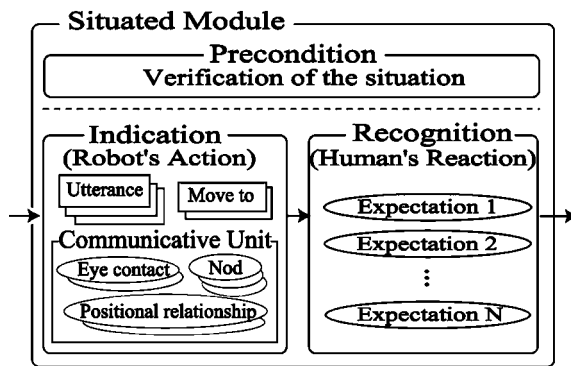 Situated Module
Precondition
Verification of the situation
Indication
(Robot's Action)
Utterance
Move to
Communicative Unit
Eye contact
Nod
Positional relationship
Recognition
(Human's Reaction)
Expectation 1
Expectation 2
⋮
Expectation N